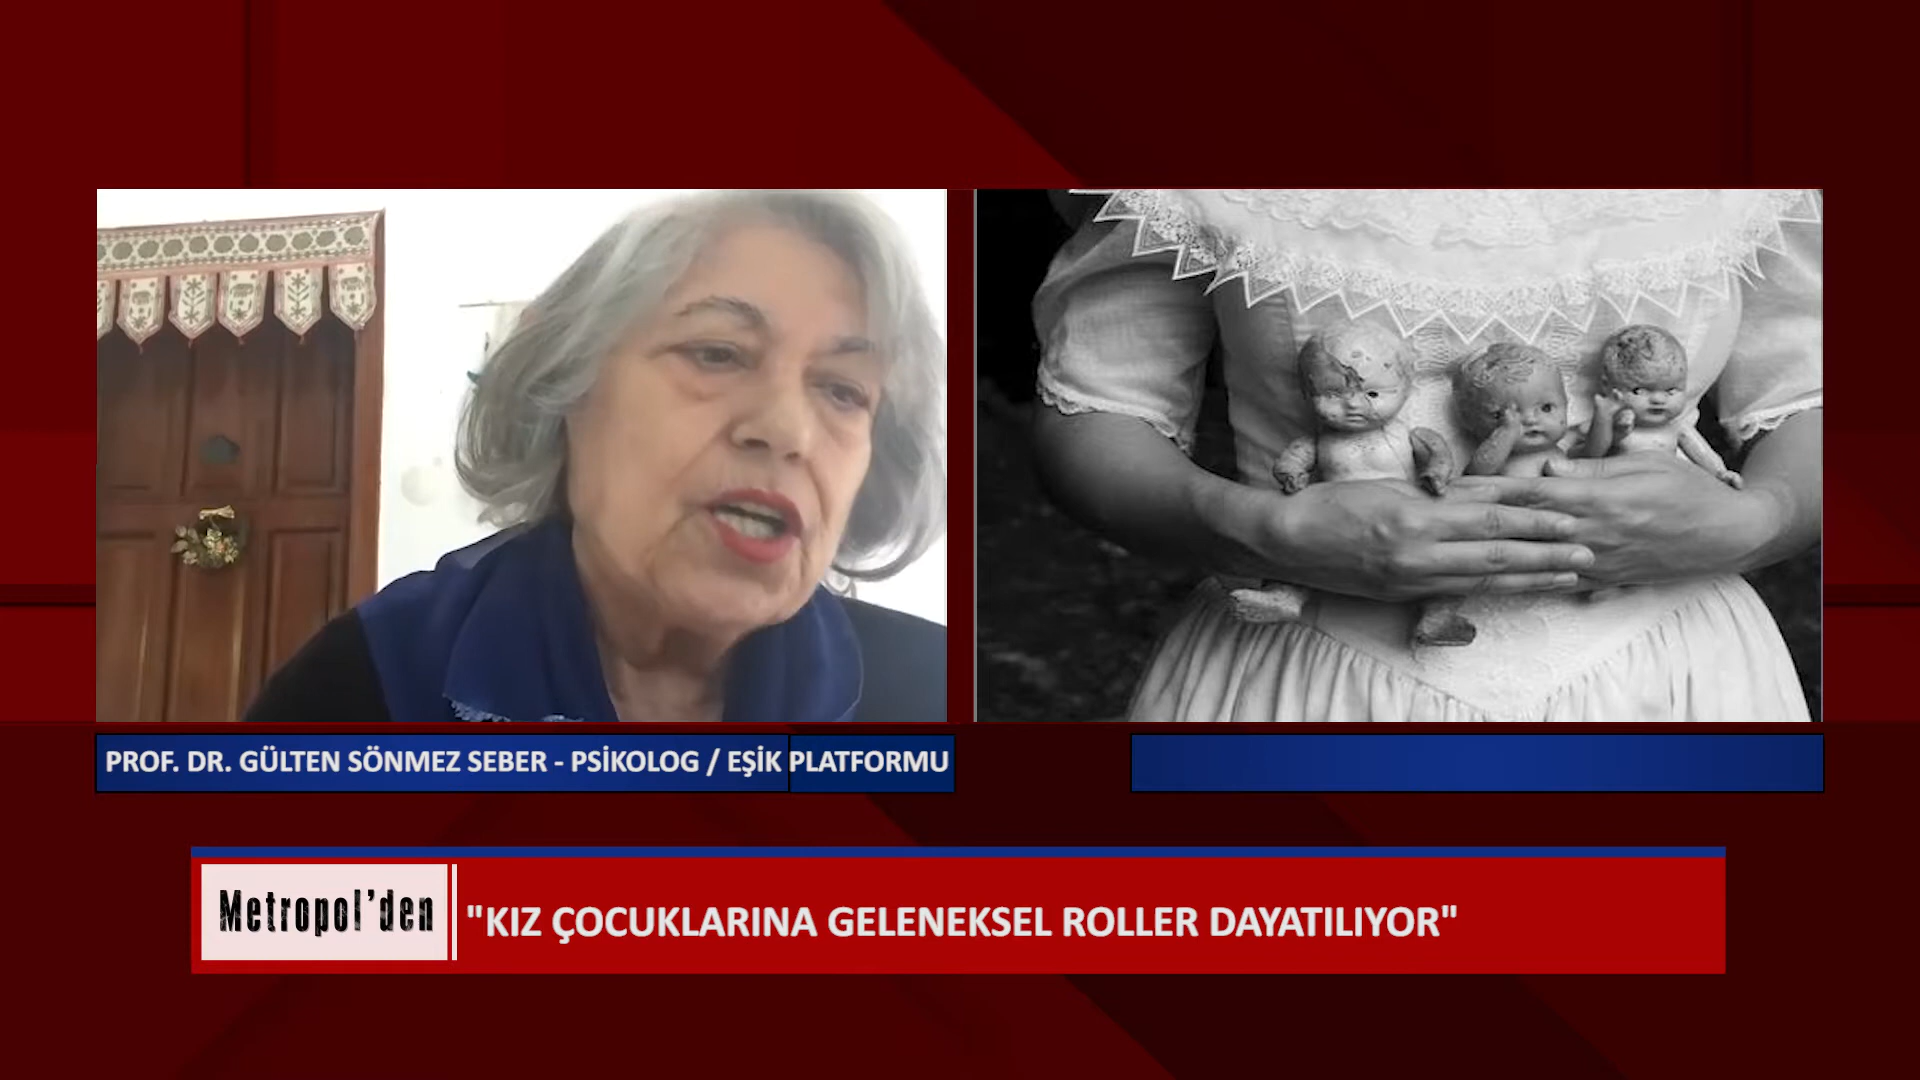 PROF. DR. GÜLTEN SÖNMEZ SEBER - PSİKOLOG / EŞİK PLATFORMU
Metropol'den
"KIZ ÇOCUKLARINA GELENEKSEL ROLLER DAYATILIYOR"